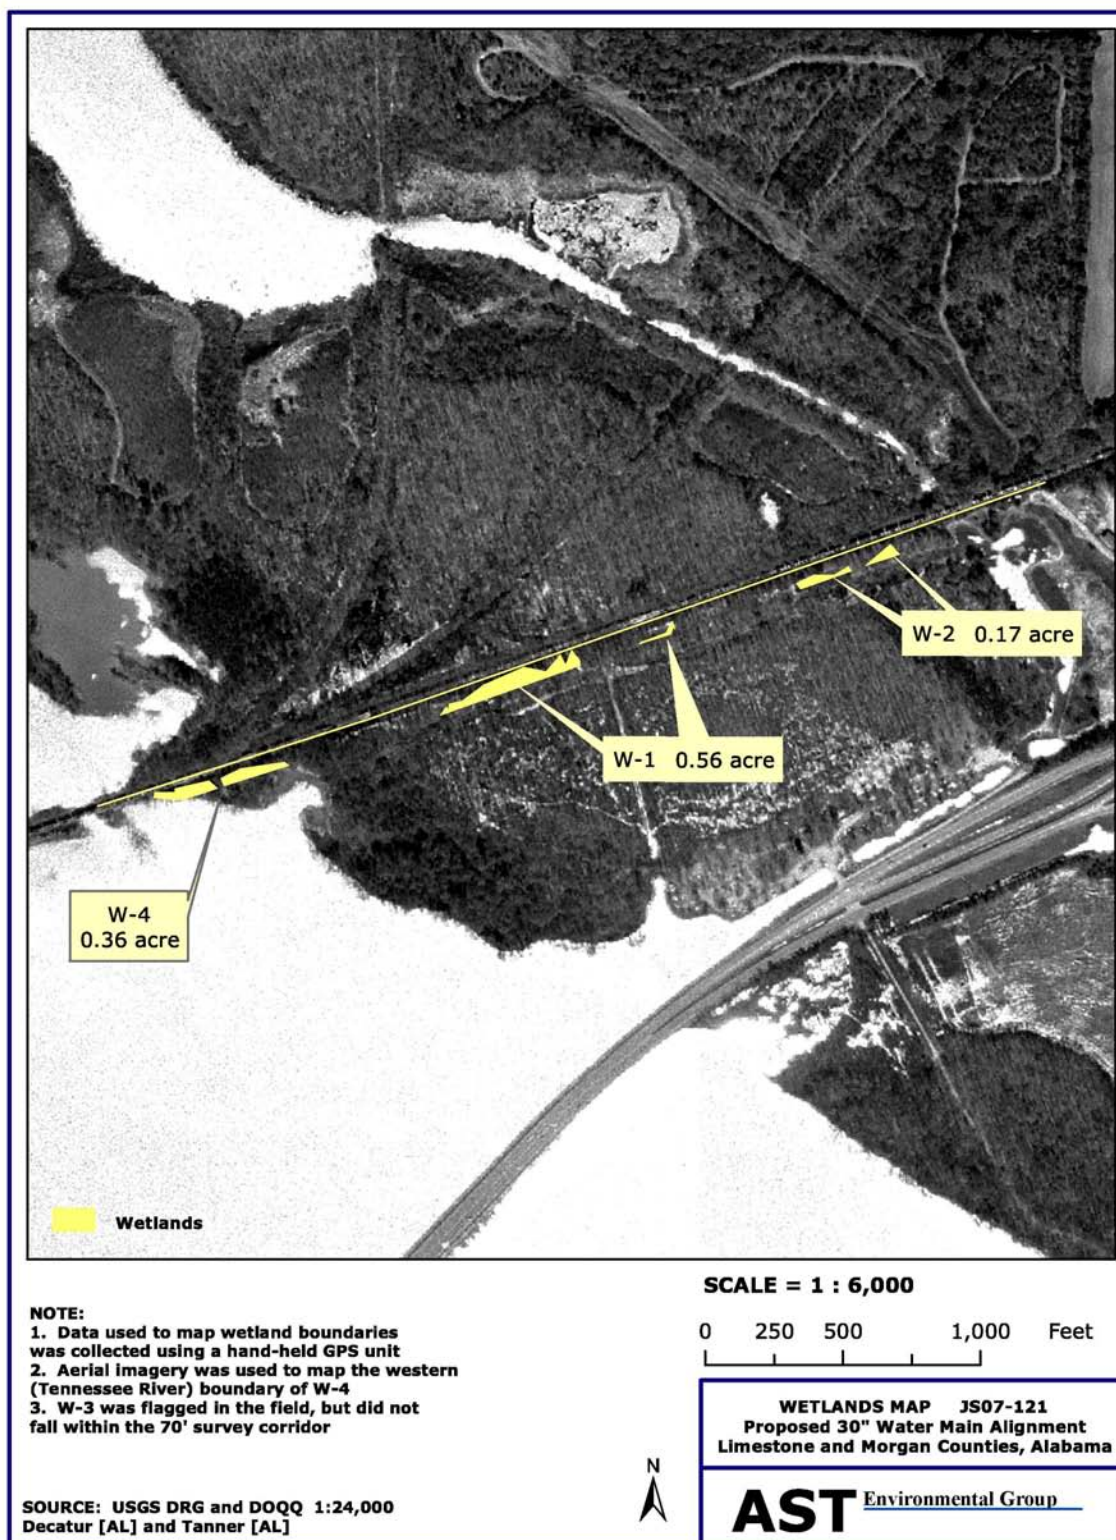 W-2 0.17 acre
W-1 0.56 acre
W-4
0.36 acre
Wetlands
SCALE = 1 : 6,000
0 250 500 1,000 Feet
NOTE:
1. Data used to map wetland boundaries
was collected using a hand-held GPS unit
2. Aerial imagery was used to map the western
(Tennessee River) boundary of W-4
3. W-3 was flagged in the field, but did not
fall within the 70' survey corridor
SOURCE: USGS DRG and DOQQ 1:24,000
Decatur [AL] and Tanner [AL]
N
WETLANDS MAP JS07-121
Proposed 30" Water Main Alignment
Limestone and Morgan Counties, Alabama
AST Environmental Group